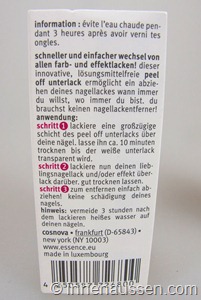 information : évite l'eau chaude pen-
dant 3 heures après avoir verni tes
ongles.
schneller und einfacher wechsel von
allen farb- und effektlacken! dieser
innovative, lösungsmittelfreie peel
off unterlack ermöglicht ein abzie-
hen deines nagellackes wann immer
du willst, wo immer du bist. du
brauchst keinen nagellackentferner!
anwendung:
schritt 1 lackiere eine großzügige
schicht des peel off unterlacks über
deine nägel. lasse ihn ca. 10 minuten
trocknen bis der weiße unterlack
transparent wird.
schritt 2 lackiere nun deinen lieb-
lingsnagellack und/oder effekt über-
lack darüber. gut trocknen lassen.
schritt 3 zum entfernen einfach ab-
ziehen! keine schädigung deines
nagels.
hinweis: vermeide 3 stunden nach
dem lackieren heißes wasser auf
deinen nägeln.
cosnova • frankfurt (D-65843) •
new york (NY 10003)
www.essence.eu
made in luxembourg
© innenaussen.com